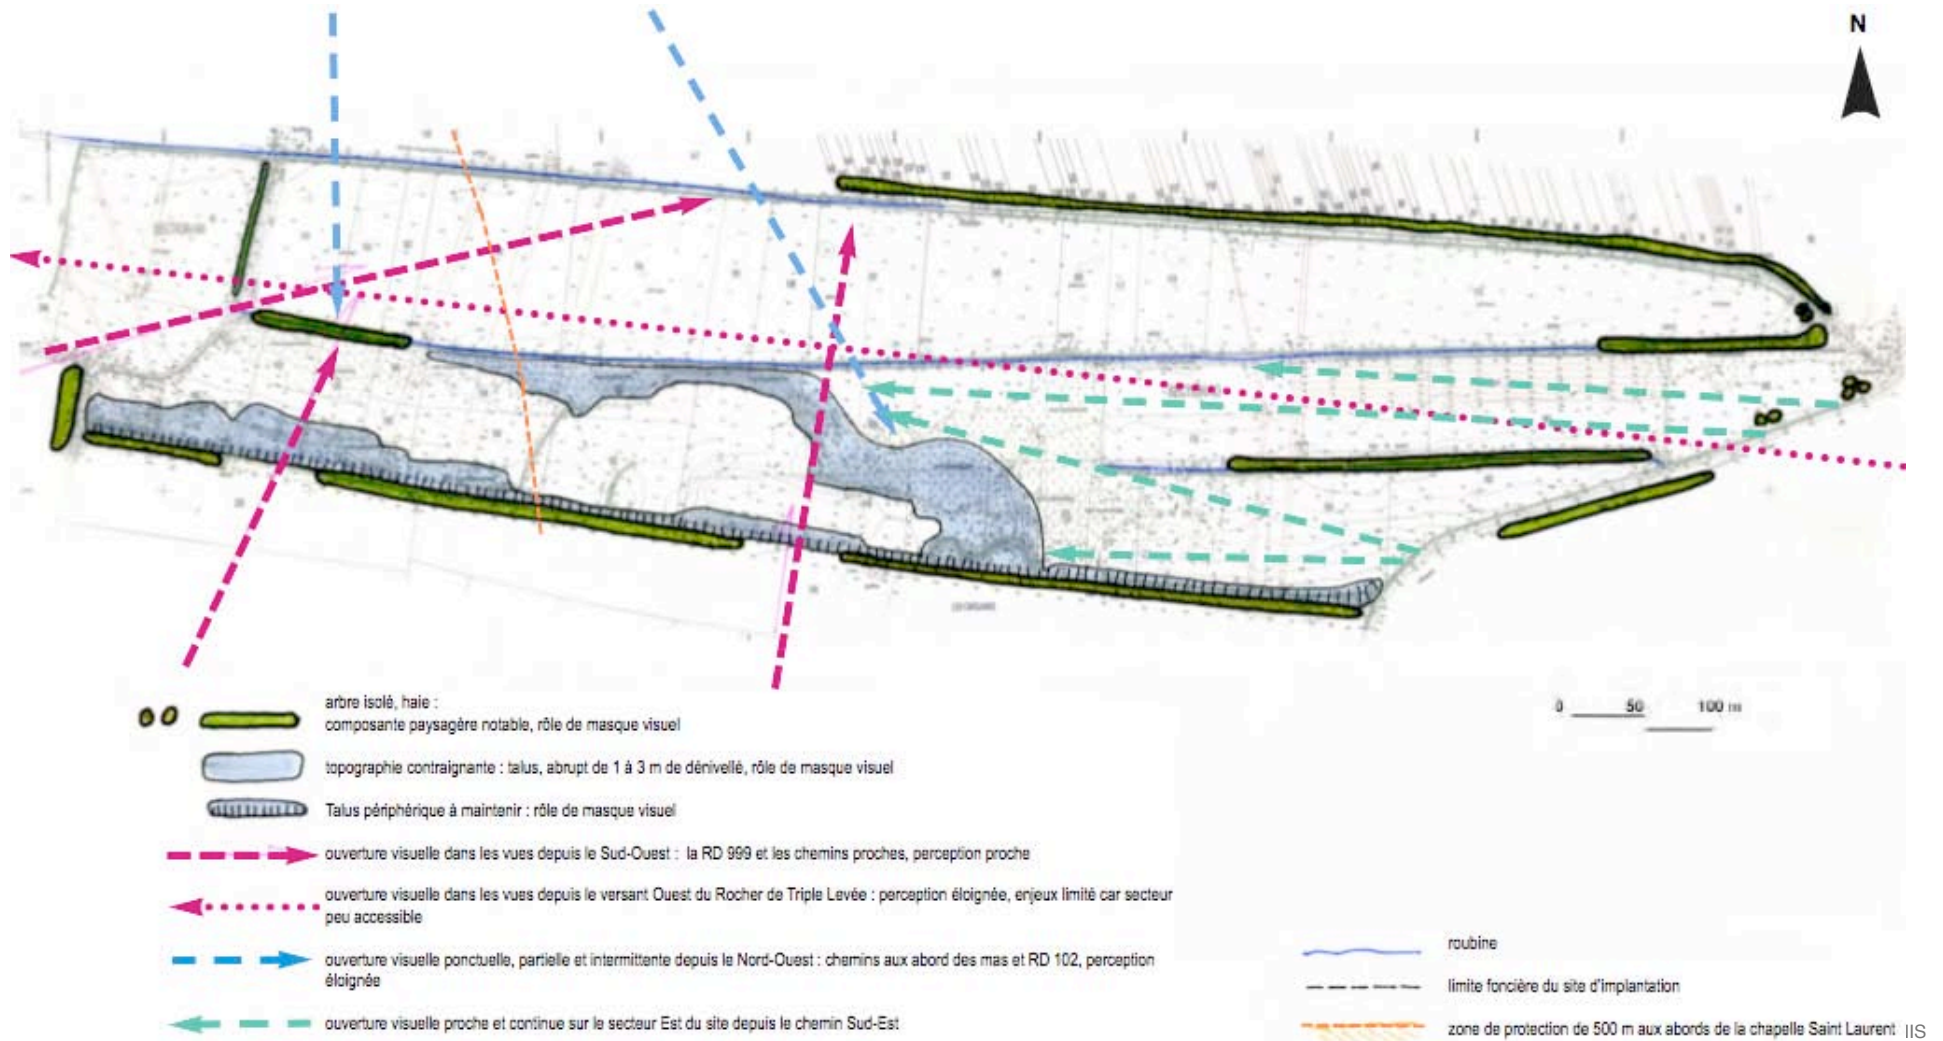 N
arbre isolé, haie :
composante paysagère notable, rôle de masque visuel
topographie contraignante : talus, abrupt de 1 à 3 m de dénivellé, rôle de masque visuel
Talus périphérique à maintenir : rôle de masque visuel
ouverture visuelle dans les vues depuis le Sud-Ouest : la RD 999 et les chemins proches, perception proche
ouverture visuelle dans les vues depuis le versant Ouest du Rocher de Triple Levée : perception éloignée, enjeux limité car secteur
peu accessible
ouverture visuelle ponctuelle, partielle et intermittente depuis le Nord-Ouest : chemins aux abord des mas et RD 102, perception
éloignée
ouverture visuelle proche et continue sur le secteur Est du site depuis le chemin Sud-Est
0 50 100 m
roubine
limite foncière du site d'implantation
zone de protection de 500 m aux abords de la chapelle Saint Laurent
IIS